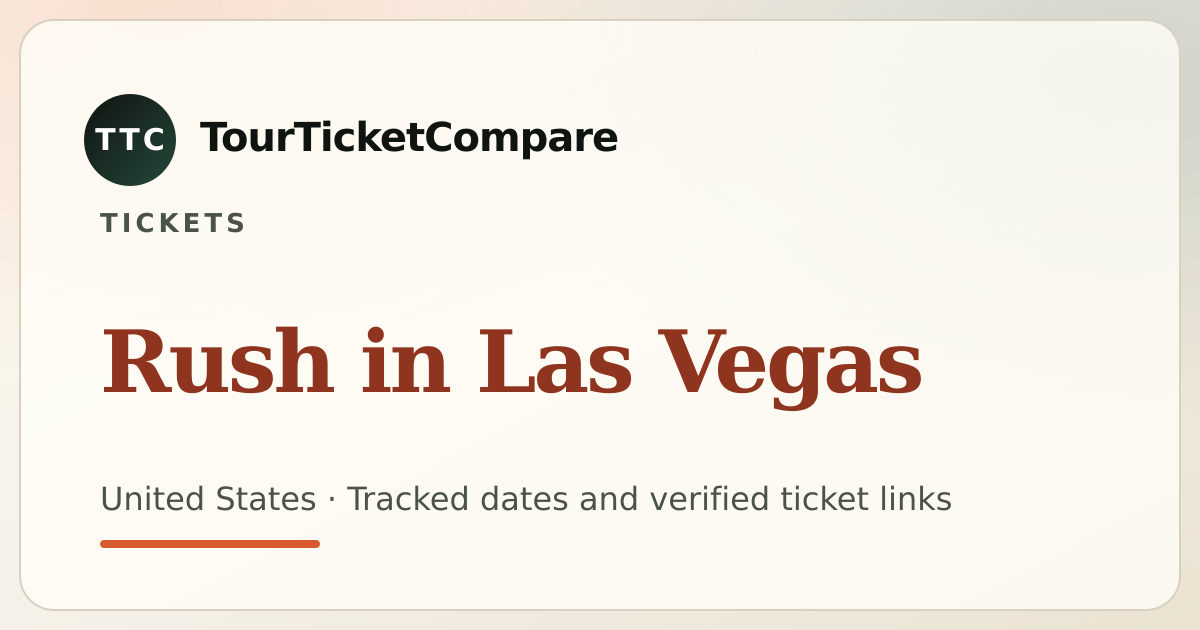 TTC
TourTicketCompare
TICKETS
Rush in Las Vegas
United States · Tracked dates and verified ticket links